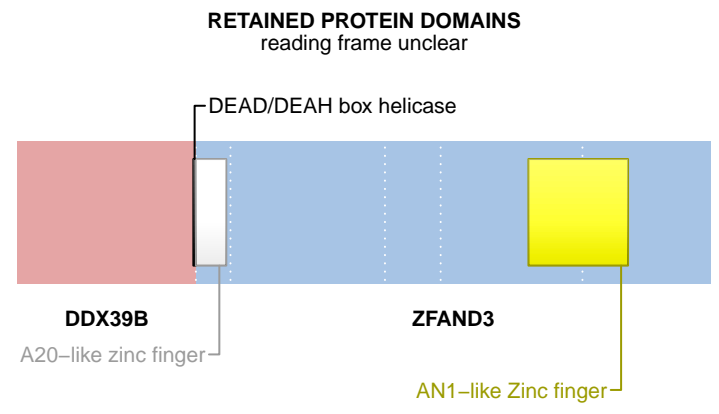 RETAINED PROTEIN DOMAINS
reading frame unclear
DEAD/DEAH box helicase
DDX39B
ZFAND3
A20−like zinc finger
AN1−like Zinc finger